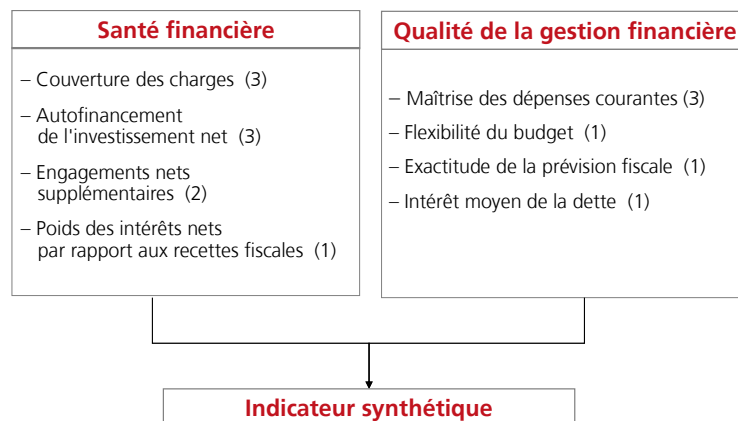 Santé financière
– Couverture des charges (3)
– Autofinancement
de l'investissement net (3)
– Engagements nets
supplémentaires (2)
– Poids des intérêts nets
par rapport aux recettes fiscales (1)
Qualité de la gestion financière
– Maîtrise des dépenses courantes (3)
– Flexibilité du budget (1)
– Exactitude de la prévision fiscale (1)
– Intérêt moyen de la dette (1)
Indicateur synthétique